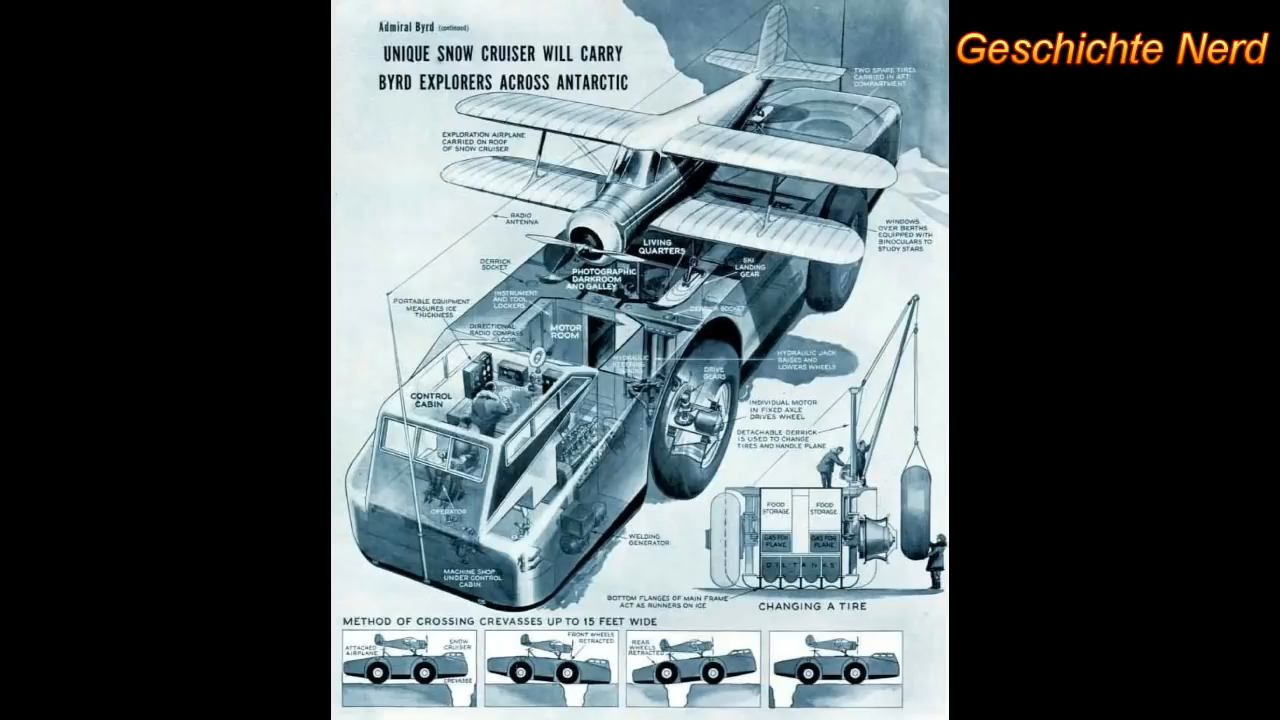 Geschichte Nerd
Admiral Byrd (continued)
UNIQUE SNOW CRUISER WILL CARRY
BYRD EXPLORERS ACROSS ANTARCTIC
TWO SPARE TIRES
CARRIED IN AFT
COMPARTMENT
EXPLORATION AIRPLANE
CARRIED ON ROOF
OF SNOW CRUISER
RADIO
ANTENNA
WINDOWS
OVER BERTHS
EQUIPPED WITH
BINOCULARS TO
STUDY STARS
LIVING
QUARTERS
DERRICK
SOCKET
SKI
LANDING
GEAR
PHOTOGRAPHIC
DARKROOM
AND GALLEY
PORTABLE EQUIPMENT
MEASURES ICE
THICKNESS
INSTRUMENT
AND TOOL
LOCKERS
DERRICK SOCKET
DIRECTIONAL
RADIO COMPASS
LOOP
MOTOR
ROOM
HYDRAULIC
STEERING
HYDRAULIC JACK
RAISES AND
LOWERS WHEELS
DRIVE
GEARS
CHART
CONTROL
CABIN
INDIVIDUAL MOTOR
IN FIXED AXLE
DRIVES WHEEL
DETACHABLE DERRICK
IS USED TO CHANGE
TIRES AND HANDLE PLANE
OPERATOR
WELDING
GENERATOR
MACHINE SHOP
UNDER CONTROL
CABIN
FOOD
STORAGE
FOOD
STORAGE
GAS FOR
PLANE
GAS FOR
PLANE
OIL TANKS
BOTTOM FLANGES OF MAIN FRAME
ACT AS RUNNERS ON ICE
CHANGING A TIRE
METHOD OF CROSSING CREVASSES UP TO 15 FEET WIDE
ATTACHED
AIRPLANE
SNOW
CRUISER
CREVASSE
FRONT WHEELS
RETRACTED
REAR
WHEELS
RETRACTED